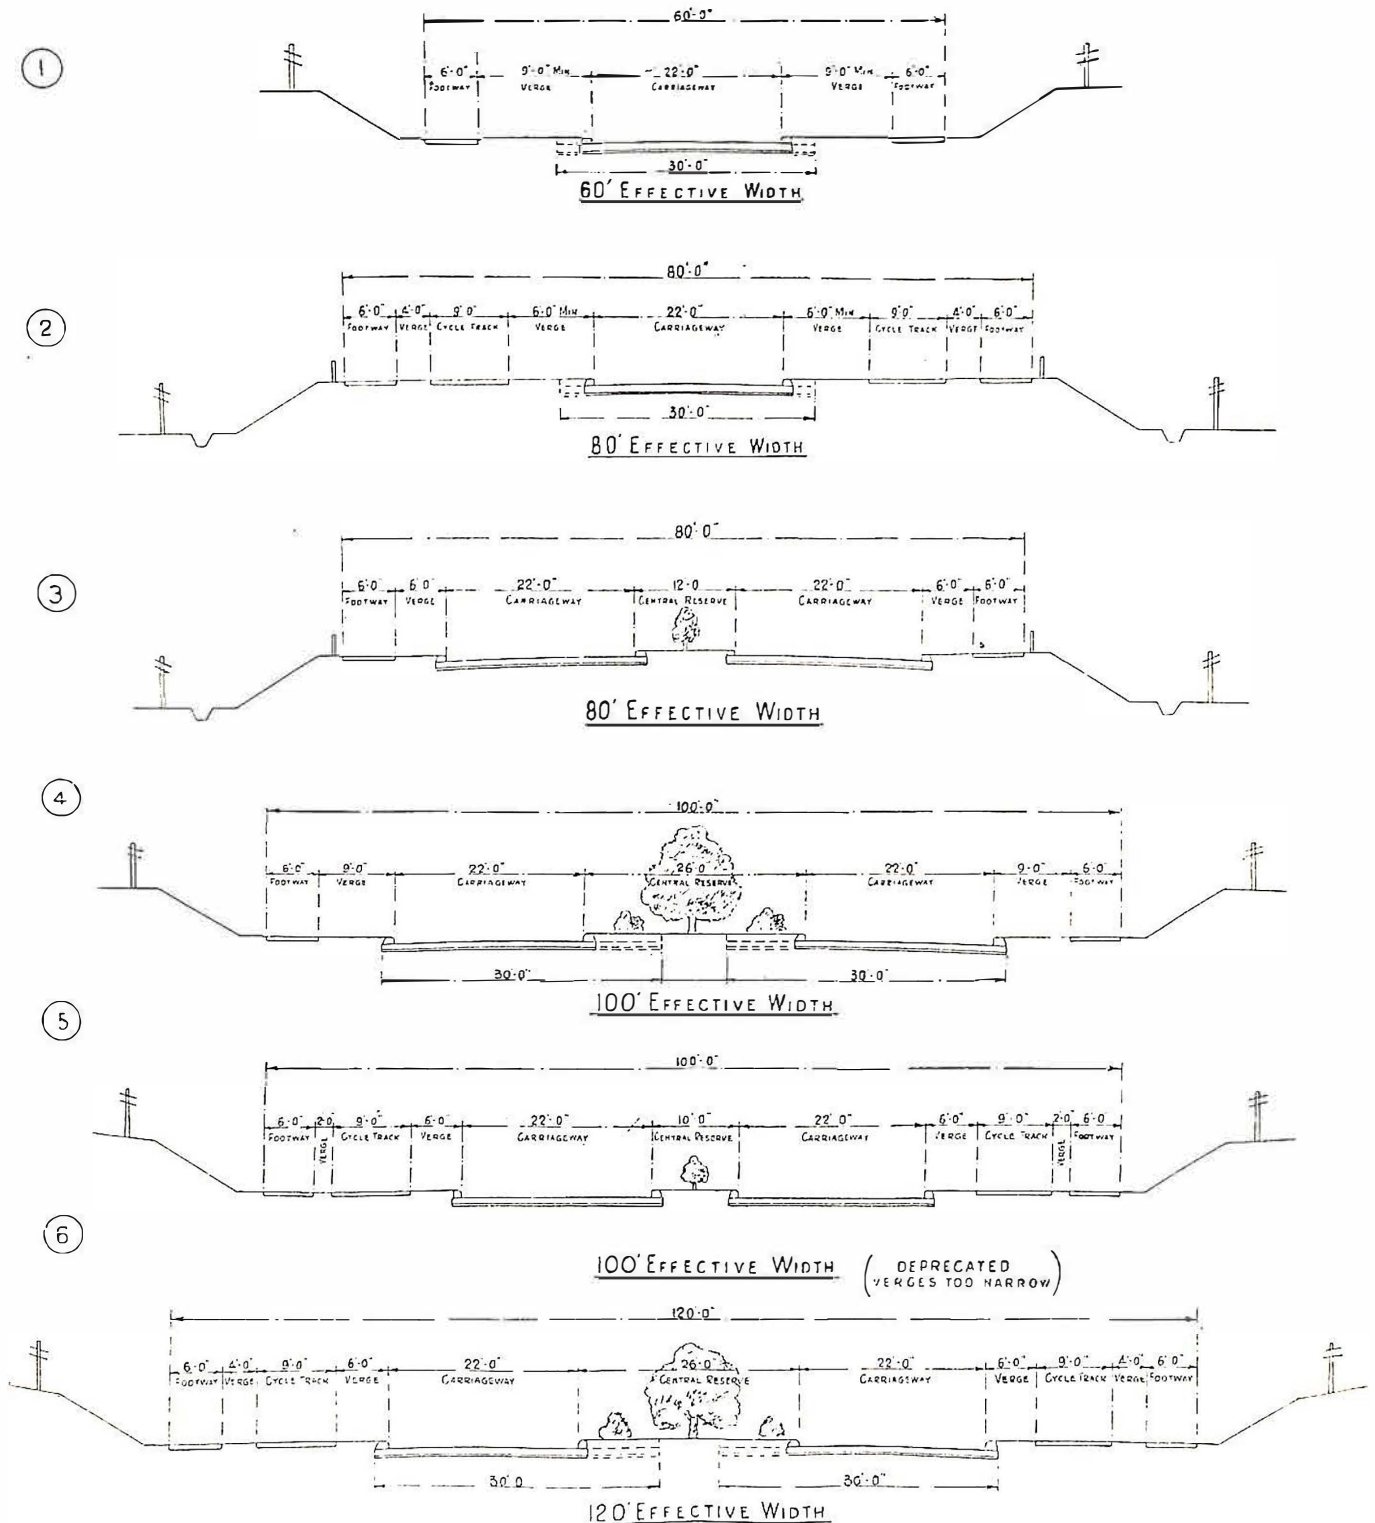 1
60'-0"
6'-0" 9'-0" MIN 22'-0" 9'-0" MIN 6'-0"
FOOTWAY VERGE CARRIAGEWAY VERGE FOOTWAY
30'-0"
60' EFFECTIVE WIDTH
2
80'-0"
6'-0" 4'-0" 9'-0" 6'-0" MIN 22'-0" 6'-0" MIN 9'-0" 4'-0" 6'-0"
FOOTWAY VERGE CYCLE TRACK VERGE CARRIAGEWAY VERGE CYCLE TRACK VERGE FOOTWAY
30'-0"
80' EFFECTIVE WIDTH
3
80'-0"
6'-0" 6'0" 22'-0" 12'-0 22'-0" 6'-0" 6'-0"
FOOTWAY VERGE CARRIAGEWAY CENTRAL RESERVE CARRIAGEWAY VERGE FOOTWAY
80' EFFECTIVE WIDTH
4
100'-0"
6'-0" 9'-0" 22'-0" 26'-0" 22'-0" 9'-0" 6'-0"
FOOTWAY VERGE CARRIAGEWAY CENTRAL RESERVE CARRIAGEWAY VERGE FOOTWAY
30'-0" 30'-0"
100' EFFECTIVE WIDTH
5
100'-0"
6'-0" 2'-0 9'-0" 6'-0" 22'-0" 10'-0" 22'-0" 6'-0" 9'-0" 2'-0" 6'-0"
FOOTWAY VERGE CYCLE TRACK VERGE CARRIAGEWAY CENTRAL RESERVE CARRIAGEWAY VERGE CYCLE TRACK VERGE FOOTWAY
6
100' EFFECTIVE WIDTH (DEPRECATED
VERGES TOO NARROW)
120'-0"
6'-0" 4'-0" 9'-0" 6'-0" 22'-0" 26'-0" 22'-0" 6'-0" 9'-0" 4'-0" 6'0"
FOOTWAY VERGE CYCLE TRACK VERGE CARRIAGEWAY CENTRAL RESERVE CARRIAGEWAY VERGE CYCLE TRACK VERGE FOOTWAY
30'0 30'-0"
120' EFFECTIVE WIDTH